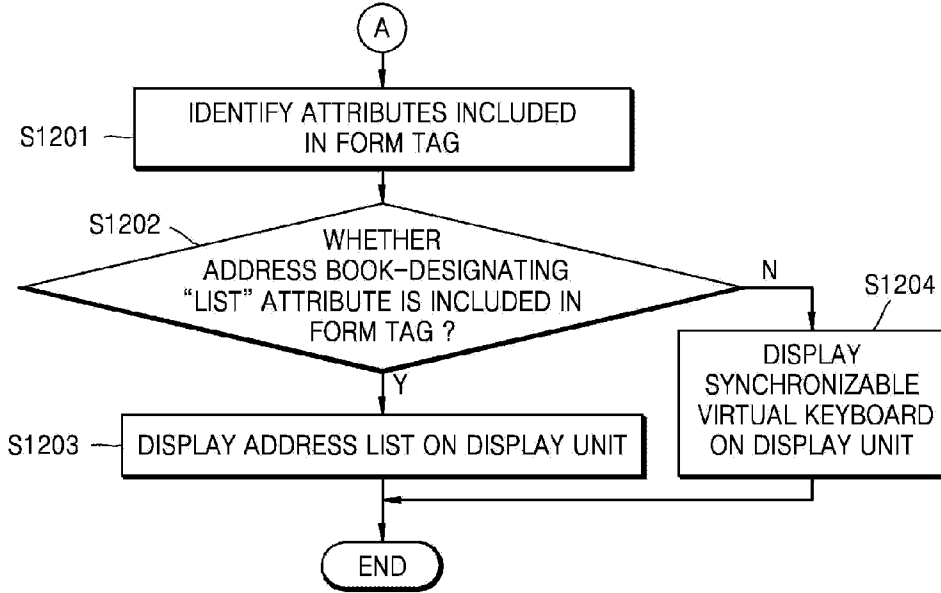 A
S1201
IDENTIFY ATTRIBUTES INCLUDED
IN FORM TAG
S1202
WHETHER
ADDRESS BOOK-DESIGNATING
“LIST” ATTRIBUTE IS INCLUDED IN
FORM TAG ?
N
Y
S1204
DISPLAY
SYNCHRONIZABLE
VIRTUAL KEYBOARD
ON DISPLAY UNIT
S1203
DISPLAY ADDRESS LIST ON DISPLAY UNIT
END